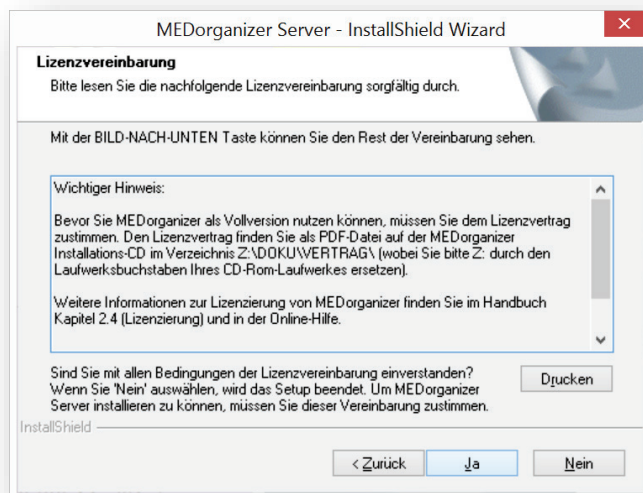 MEDorganizer Server - InstallShield Wizard
Lizenzvereinbarung
Bitte lesen Sie die nachfolgende Lizenzvereinbarung sorgfältig durch.
Mit der BILD-NACH-UNTEN Taste können Sie den Rest der Vereinbarung sehen.
Wichtiger Hinweis:
Bevor Sie MEDorganizer als Vollversion nutzen können, müssen Sie dem Lizenzvertrag
zustimmen. Den Lizenzvertrag finden Sie als PDF-Datei auf der MEDorganizer
Installations-CD im Verzeichnis Z:\DOKU\VERTRAG\ (wobei Sie bitte Z: durch den
Laufwerksbuchstaben Ihres CD-Rom-Laufwerkes ersetzen).
Weitere Informationen zur Lizenzierung von MEDorganizer finden Sie im Handbuch
Kapitel 2.4 (Lizenzierung) und in der Online-Hilfe.
Sind Sie mit allen Bedingungen der Lizenzvereinbarung einverstanden?
Wenn Sie 'Nein' auswählen, wird das Setup beendet. Um MEDorganizer
Server installieren zu können, müssen Sie dieser Vereinbarung zustimmen.
Drucken
InstallShield
< Zurück
Ja
Nein